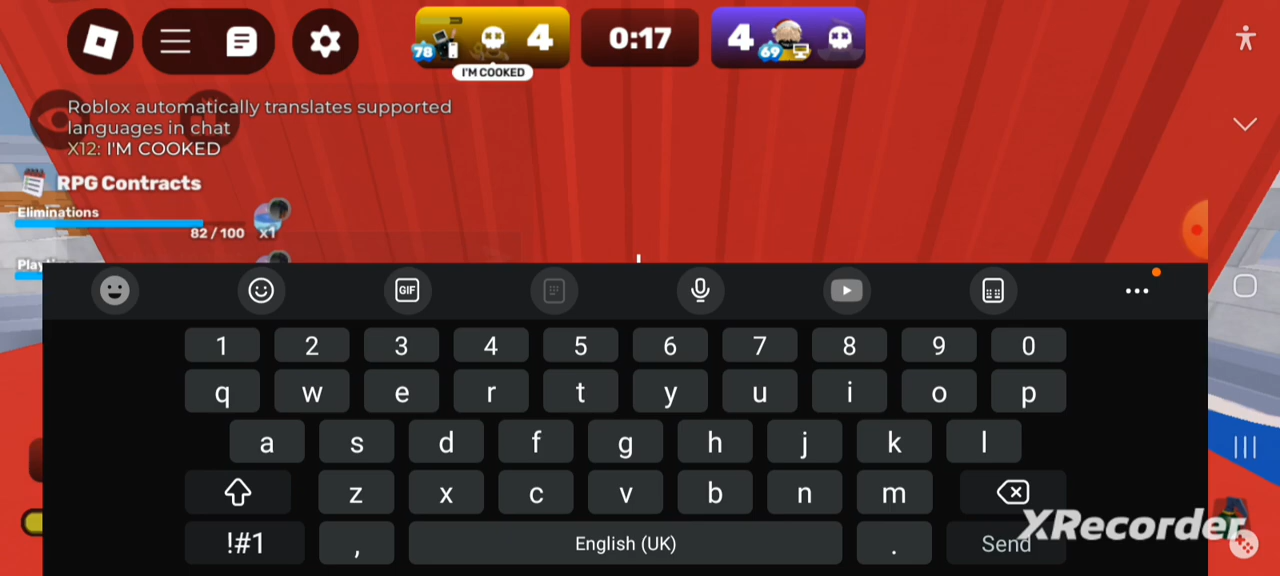 4
0:17
4
78
69
I'M COOKED
Roblox automatically translates supported
languages in chat
X12: I'M COOKED
RPG Contracts
Eliminations
82 / 100
x1
Play
GIF
1 2 3 4 5 6 7 8 9 0
q w e r t y u i o p
a s d f g h j k l
z x c v b n m
!#1 , English (UK) . Send
XRecorder